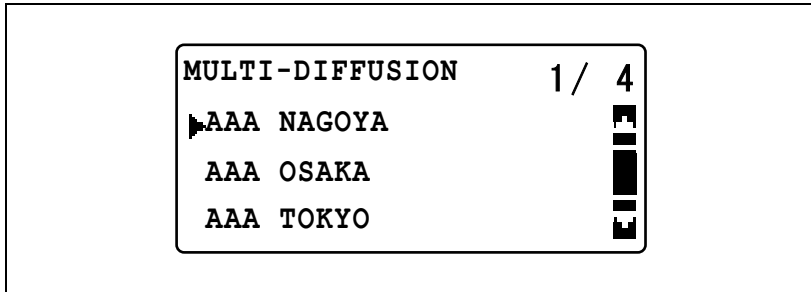 MULTI-DIFFUSION 1/ 4
AAA NAGOYA
AAA OSAKA
AAA TOKYO